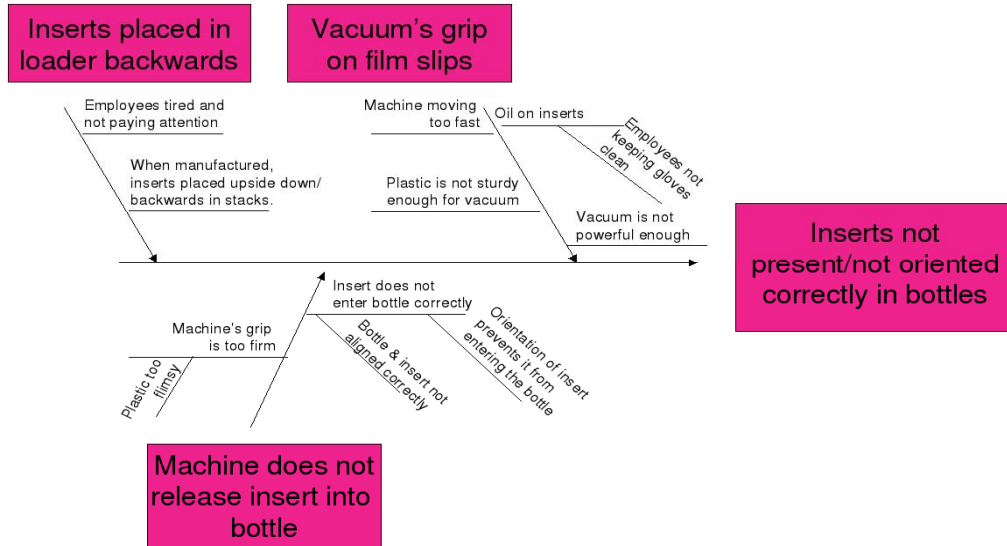 Inserts placed in
loader backwards
Vacuum's grip
on film slips
Employees tired and
not paying attention
When manufactured,
inserts placed upside down/
backwards in stacks.
Machine moving
too fast
Oil on inserts
Employees not
keeping gloves
clean
Plastic is not sturdy
enough for vacuum
Vacuum is not
powerful enough
Inserts not
present/not oriented
correctly in bottles
Insert does not
enter bottle correctly
Machine's grip
is too firm
Plastic too
flimsy
Bottle & insert not
aligned correctly
Orientation of insert
prevents it from
entering the bottle
Machine does not
release insert into
bottle